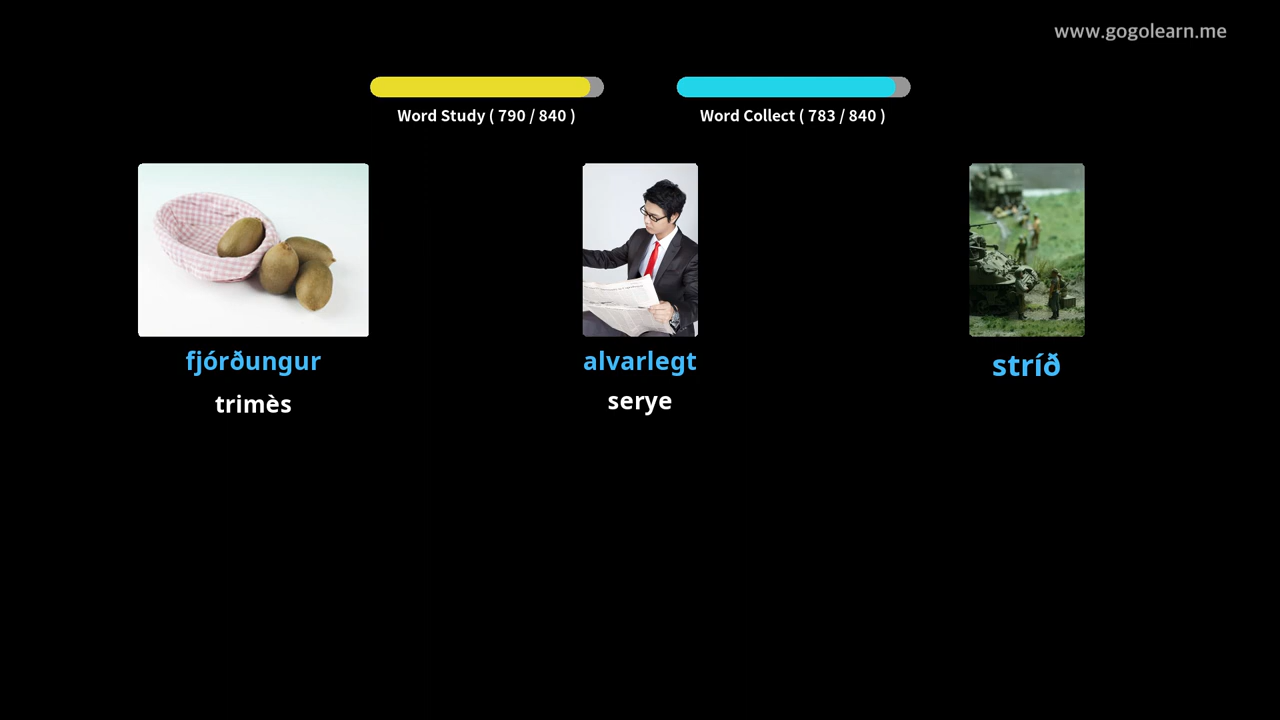 www.gogolearn.me
Word Study ( 790 / 840 )
Word Collect ( 783 / 840 )
fjórðungur
trimès
alvarlegt
serye
stríð